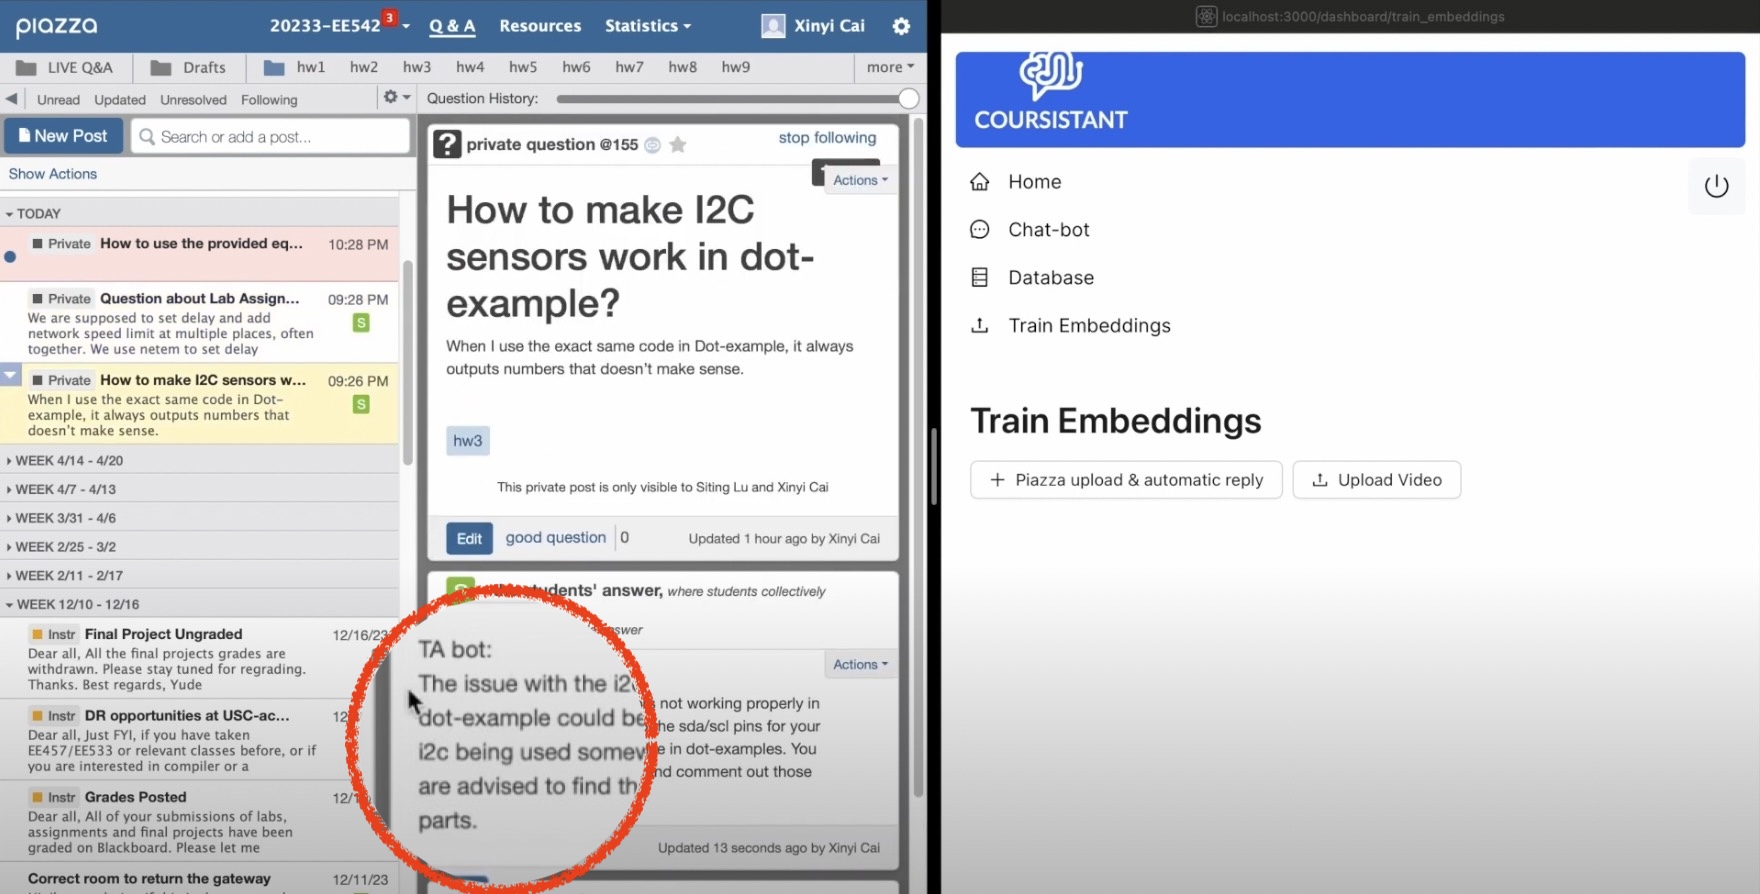 piazza
20233-EE542
3
Q & A
Resources
Statistics
Xinyi Cai
LIVE Q&A
Drafts
hw1
hw2
hw3
hw4
hw5
hw6
hw7
hw8
hw9
more
Unread
Updated
Unresolved
Following
Question History:
New Post
Search or add a post...
Show Actions
TODAY
Private How to use the provided eq... 10:28 PM
Private Question about Lab Assign... 09:28 PM
We are supposed to set delay and add
network speed limit at multiple places, often
together. We use netem to set delay
S
Private How to make I2C sensors w... 09:26 PM
When I use the exact same code in Dot-
example, it always outputs numbers that
doesn't make sense.
S
WEEK 4/14 - 4/20
WEEK 4/7 - 4/13
WEEK 3/31 - 4/6
WEEK 2/25 - 3/2
WEEK 2/11 - 2/17
WEEK 12/10 - 12/16
Instr Final Project Ungraded 12/16/23
Dear all, All the final projects grades are
withdrawn. Please stay tuned for regrading.
Thanks. Best regards, Yude
Instr DR opportunities at USC-ac...
Dear all, Just FYI, if you have taken
EE457/EE533 or relevant classes before, or if
you are interested in compiler or a
Instr Grades Posted
Dear all, All of your submissions of labs,
assignments and final projects have been
graded on Blackboard. Please let me
Correct room to return the gateway 12/11/23
private question @155
stop following
Actions
How to make I2C
sensors work in dot-
example?
When I use the exact same code in Dot-example, it always
outputs numbers that doesn't make sense.
hw3
This private post is only visible to Siting Lu and Xinyi Cai
Edit
good question
0
Updated 1 hour ago by Xinyi Cai
students' answer, where students collectively
Actions
TA bot:
The issue with the i2 not working properly in
dot-example could be the sda/scl pins for your
i2c being used somew e in dot-examples. You
are advised to find th nd comment out those
parts.
Updated 13 seconds ago by Xinyi Cai
localhost:3000/dashboard/train_embeddings
COURSISTANT
Home
Chat-bot
Database
Train Embeddings
Train Embeddings
+ Piazza upload & automatic reply
Upload Video